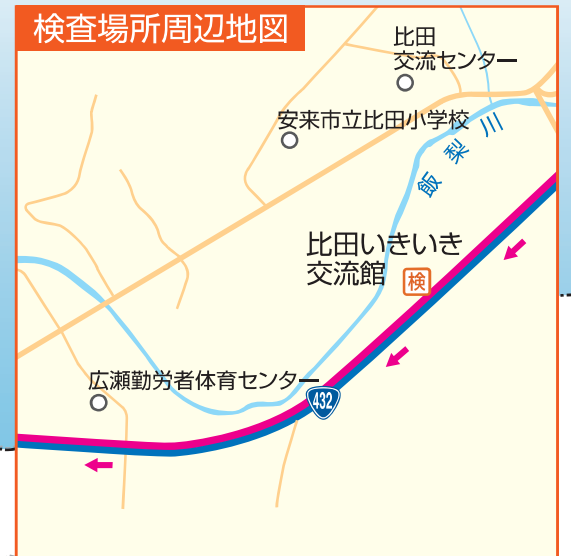 検査場所周辺地図
比田
交流センター
安来市立比田小学校
飯梨川
比田いきいき
交流館
検
広瀬勤労者体育センター
432